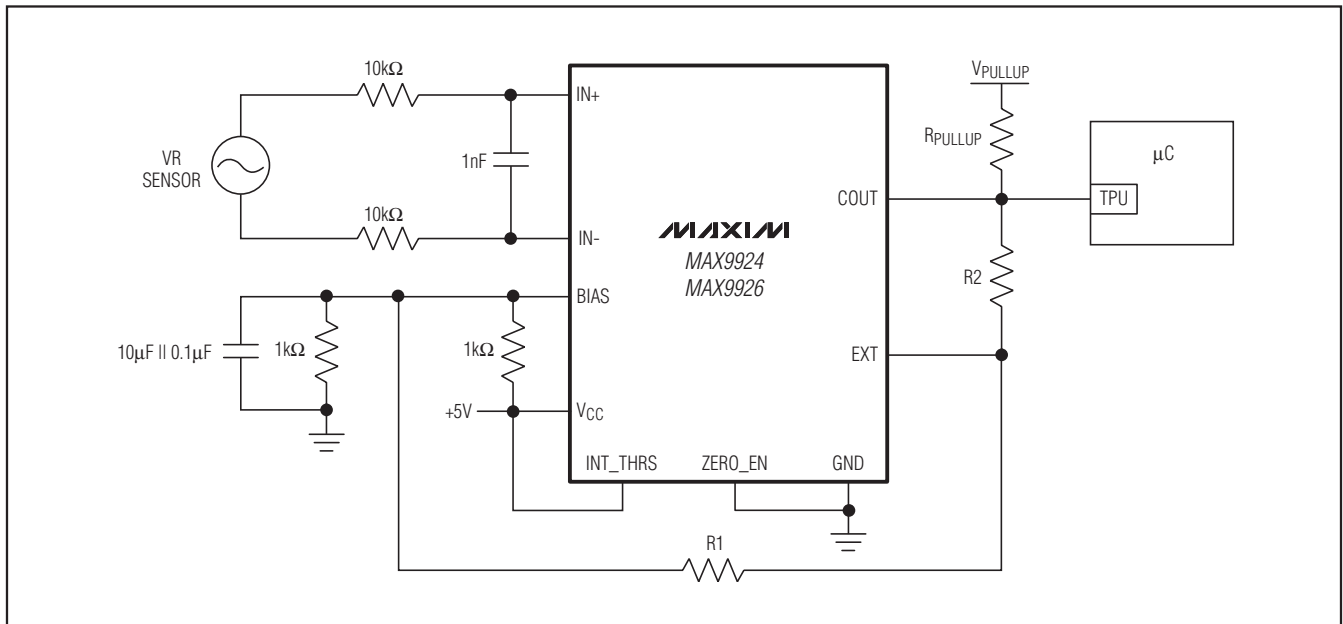 10kΩ
VR
SENSOR
10kΩ
1nF
IN+
IN-
BIAS
VCC
10μF II 0.1μF
1kΩ
1kΩ
+5V
MAXIM
MAX9924
MAX9926
INT_THRS
ZERO_EN
GND
COUT
EXT
VPULLUP
RPULLUP
R2
μC
TPU
R1